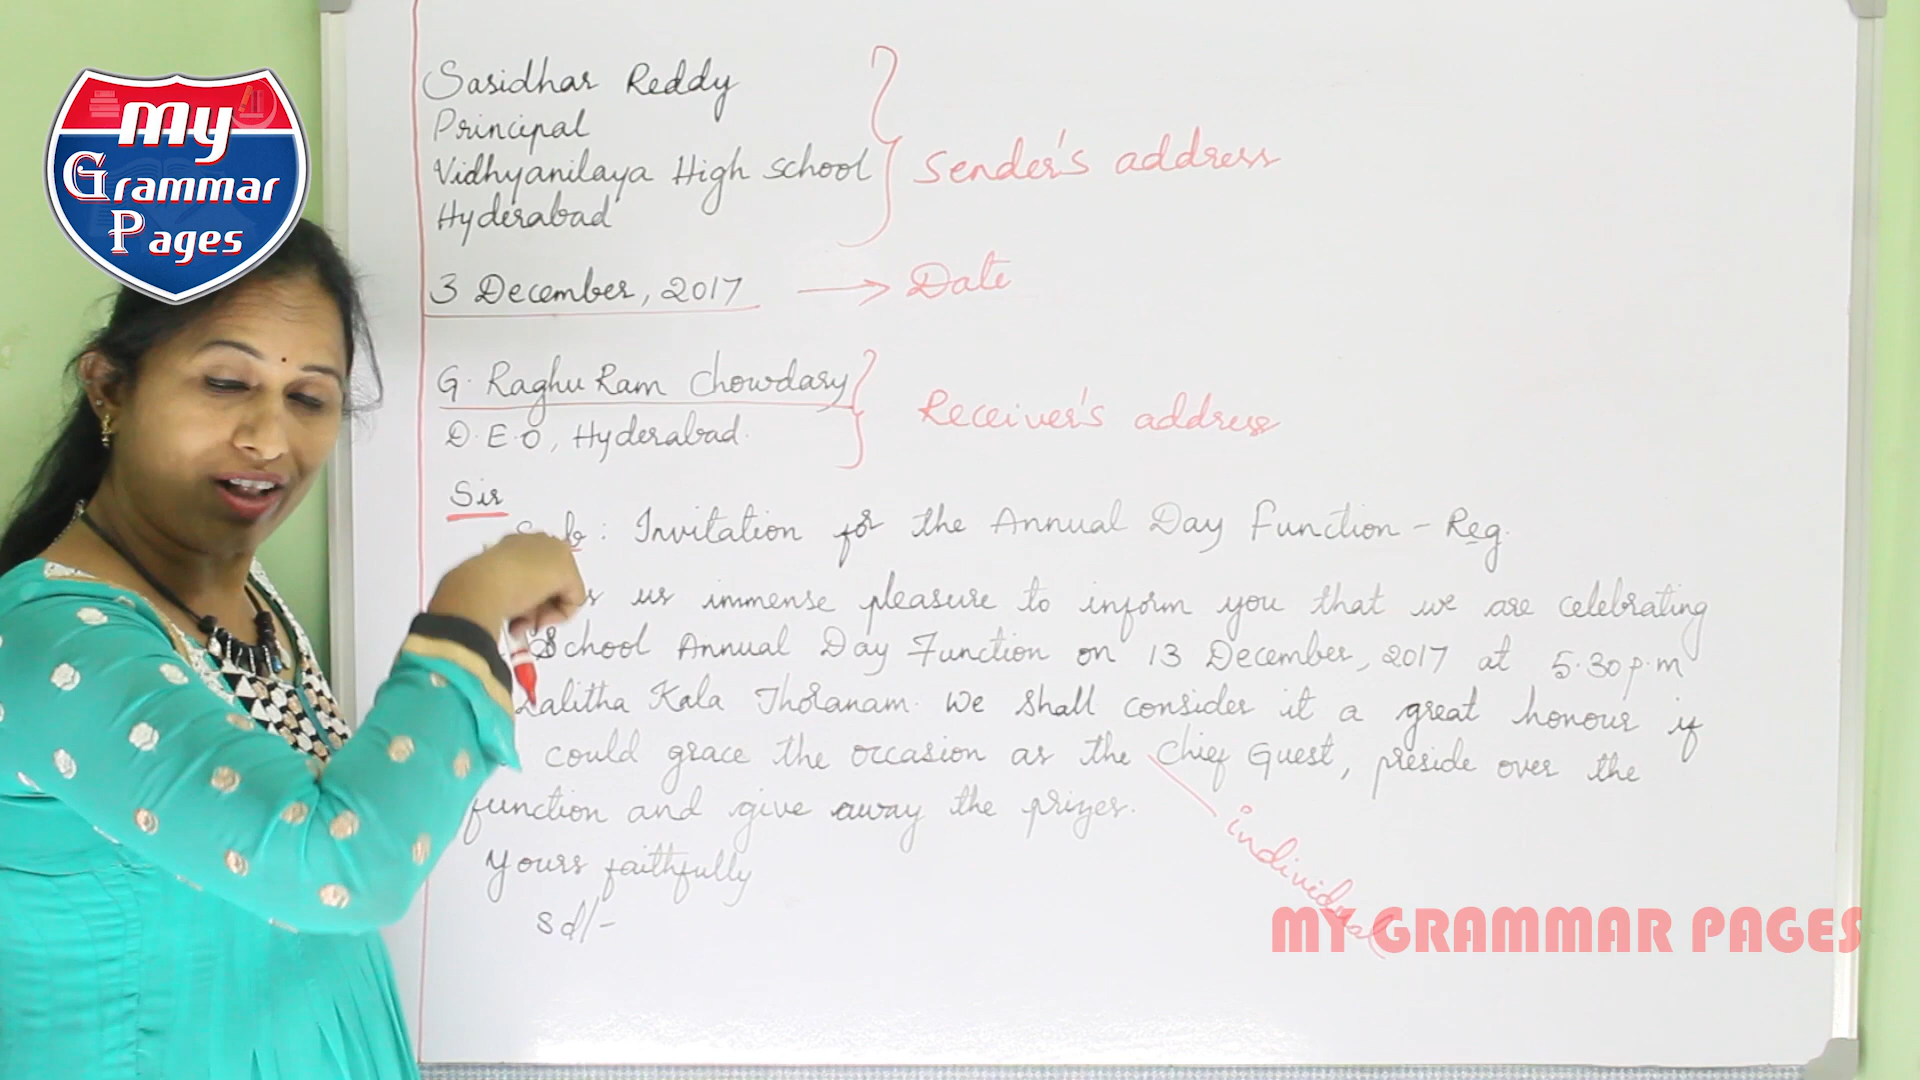 My
Grammar
Pages
Sasidhar Reddy
Principal
Vidhyanilaya High school
Hyderabad
Sender's address
3 December, 2017 → Date
G. Raghu Ram Chowdary
D.E.O, Hyderabad.
Receiver's address
Sir
: Invitation for the Annual Day Function - Reg.
us immense pleasure to inform you that we are celebrating
School Annual Day Function on 13 December, 2017 at 5.30 p.m
Lalitha Kala Thoranam. We shall consider it a great honour if
could grace the occasion as the Chief Guest, preside over the
function and give away the prizes.
individual
Yours faithfully
Sd/-
MY GRAMMAR PAGES